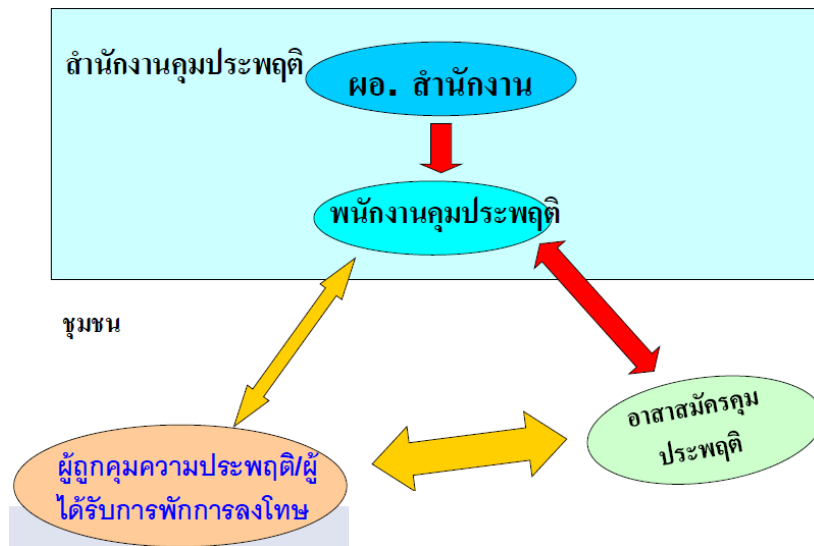 สำนักงานคุมประพฤติ
ผอ. สำนักงาน
พนักงานคุมประพฤติ
ชุมชน
อาสาสมัครคุม
ประพฤติ
ผู้ถูกคุมความประพฤติ/ผู้
ได้รับการพักการลงโทษ